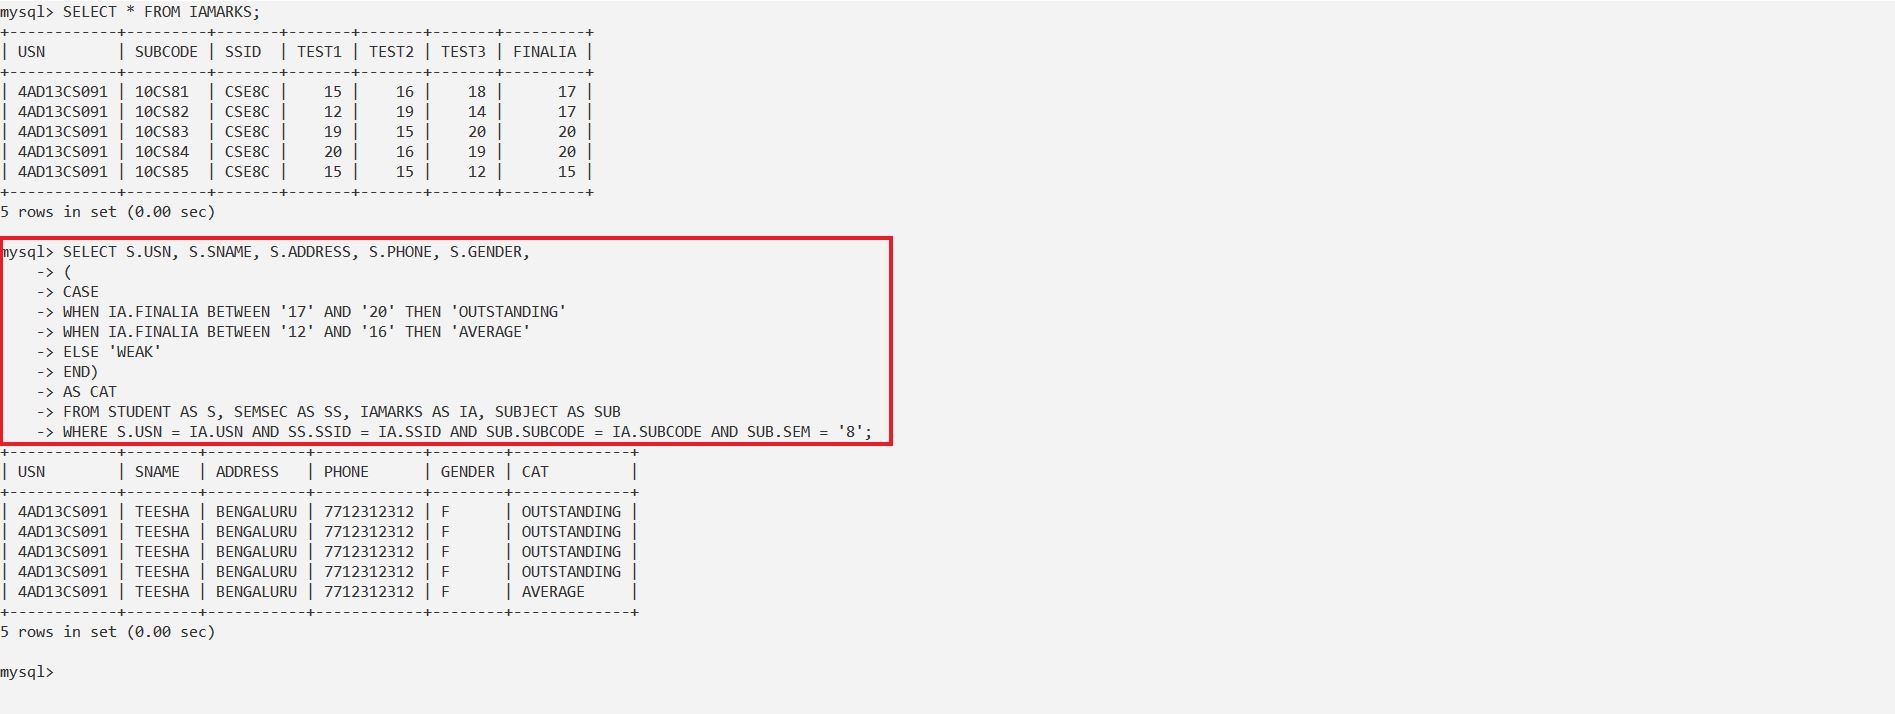 mysql> SELECT * FROM IAMARKS;
+------------+---------+-------+-------+-------+-------+---------+
| USN        | SUBCODE | SSID  | TEST1 | TEST2 | TEST3 | FINALIA |
+------------+---------+-------+-------+-------+-------+---------+
| 4AD13CS091 | 10CS81  | CSE8C |    15 |    16 |    18 |      17 |
| 4AD13CS091 | 10CS82  | CSE8C |    12 |    19 |    14 |      17 |
| 4AD13CS091 | 10CS83  | CSE8C |    19 |    15 |    20 |      20 |
| 4AD13CS091 | 10CS84  | CSE8C |    20 |    16 |    19 |      20 |
| 4AD13CS091 | 10CS85  | CSE8C |    15 |    15 |    12 |      15 |
+------------+---------+-------+-------+-------+-------+---------+
5 rows in set (0.00 sec)
mysql> SELECT S.USN, S.SNAME, S.ADDRESS, S.PHONE, S.GENDER,
    -> (
    -> CASE
    -> WHEN IA.FINALIA BETWEEN '17' AND '20' THEN 'OUTSTANDING'
    -> WHEN IA.FINALIA BETWEEN '12' AND '16' THEN 'AVERAGE'
    -> ELSE 'WEAK'
    -> END)
    -> AS CAT
    -> FROM STUDENT AS S, SEMSEC AS SS, IAMARKS AS IA, SUBJECT AS SUB
    -> WHERE S.USN = IA.USN AND SS.SSID = IA.SSID AND SUB.SUBCODE = IA.SUBCODE AND SUB.SEM = '8';
+------------+--------+-----------+------------+--------+-------------+
| USN        | SNAME  | ADDRESS   | PHONE      | GENDER | CAT         |
+------------+--------+-----------+------------+--------+-------------+
| 4AD13CS091 | TEESHA | BENGALURU | 7712312312 | F      | OUTSTANDING |
| 4AD13CS091 | TEESHA | BENGALURU | 7712312312 | F      | OUTSTANDING |
| 4AD13CS091 | TEESHA | BENGALURU | 7712312312 | F      | OUTSTANDING |
| 4AD13CS091 | TEESHA | BENGALURU | 7712312312 | F      | OUTSTANDING |
| 4AD13CS091 | TEESHA | BENGALURU | 7712312312 | F      | AVERAGE     |
+------------+--------+-----------+------------+--------+-------------+
5 rows in set (0.00 sec)
mysql>